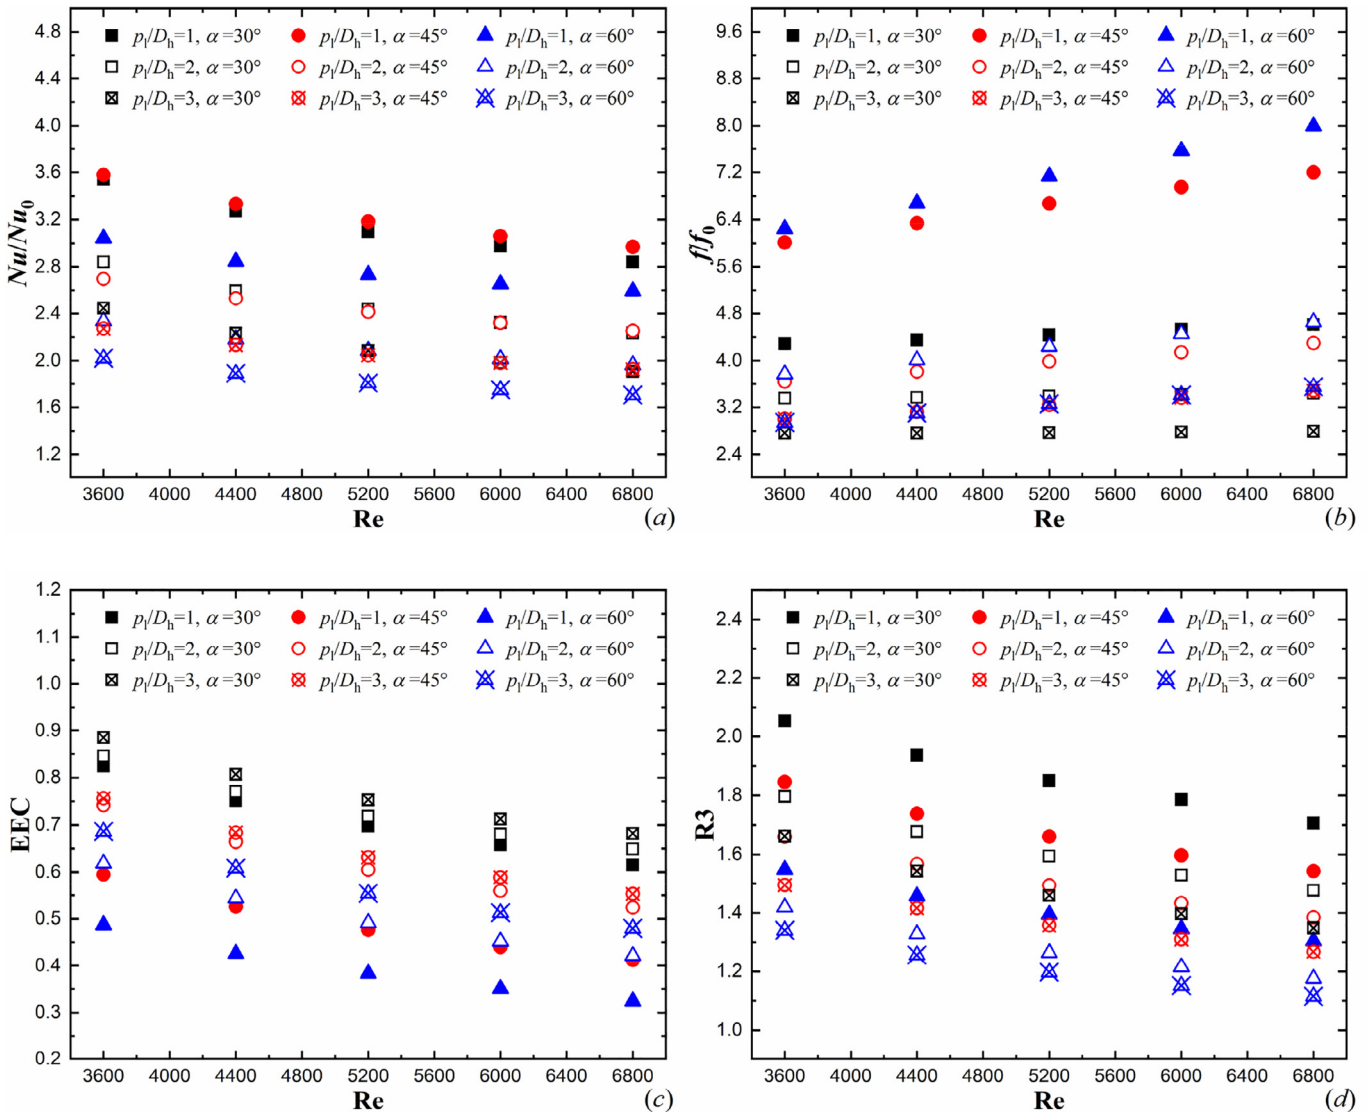 4.8
4.4
4.0
3.6
3.2
2.8
2.4
2.0
1.6
1.2
Nu/Nu0
pl/Dh=1, α=30° pl/Dh=1, α=45° pl/Dh=1, α=60°
pl/Dh=2, α=30° pl/Dh=2, α=45° pl/Dh=2, α=60°
pl/Dh=3, α=30° pl/Dh=3, α=45° pl/Dh=3, α=60°
3600 4000 4400 4800 5200 5600 6000 6400 6800
Re
(a)
9.6
8.8
8.0
7.2
6.4
5.6
4.8
4.0
3.2
2.4
f/f0
pl/Dh=1, α=30° pl/Dh=1, α=45° pl/Dh=1, α=60°
pl/Dh=2, α=30° pl/Dh=2, α=45° pl/Dh=2, α=60°
pl/Dh=3, α=30° pl/Dh=3, α=45° pl/Dh=3, α=60°
3600 4000 4400 4800 5200 5600 6000 6400 6800
Re
(b)
1.2
1.1
1.0
0.9
0.8
0.7
0.6
0.5
0.4
0.3
0.2
EEC
pl/Dh=1, α=30° pl/Dh=1, α=45° pl/Dh=1, α=60°
pl/Dh=2, α=30° pl/Dh=2, α=45° pl/Dh=2, α=60°
pl/Dh=3, α=30° pl/Dh=3, α=45° pl/Dh=3, α=60°
3600 4000 4400 4800 5200 5600 6000 6400 6800
Re
(c)
2.4
2.2
2.0
1.8
1.6
1.4
1.2
1.0
R3
pl/Dh=1, α=30° pl/Dh=1, α=45° pl/Dh=1, α=60°
pl/Dh=2, α=30° pl/Dh=2, α=45° pl/Dh=2, α=60°
pl/Dh=3, α=30° pl/Dh=3, α=45° pl/Dh=3, α=60°
3600 4000 4400 4800 5200 5600 6000 6400 6800
Re
(d)